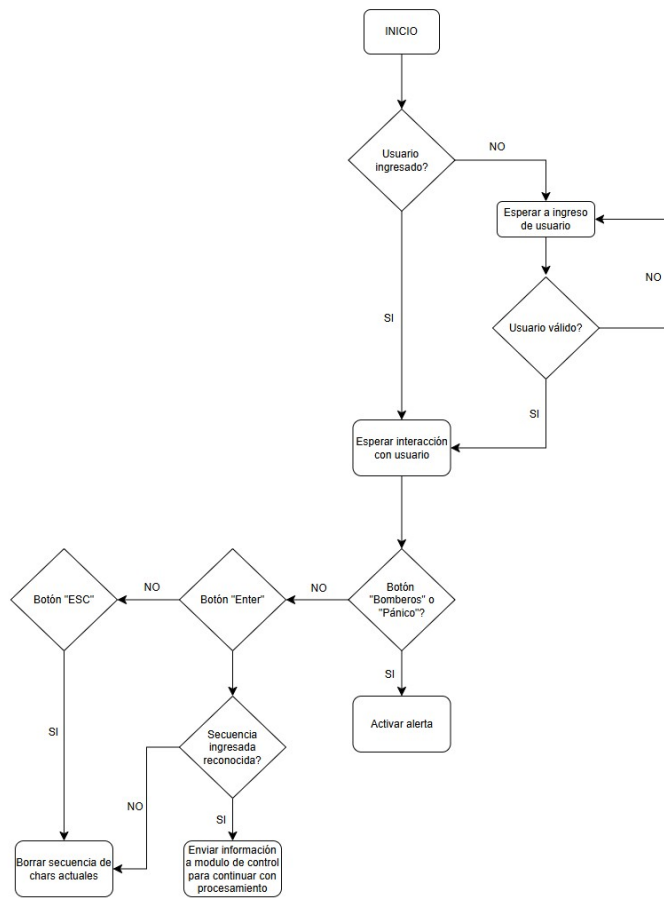 INICIO
Usuario
ingresado?
NO
Esperar a ingreso
de usuario
NO
SI
Usuario válido?
SI
Esperar interacción
con usuario
Botón "ESC"
NO
Botón "Enter"
NO
Botón
"Bomberos" o
"Pánico"?
SI
Activar alerta
SI
Secuencia
ingresada
reconocida?
NO
SI
Borrar secuencia de
chars actuales
Enviar información
a modulo de control
para continuar con
procesamiento